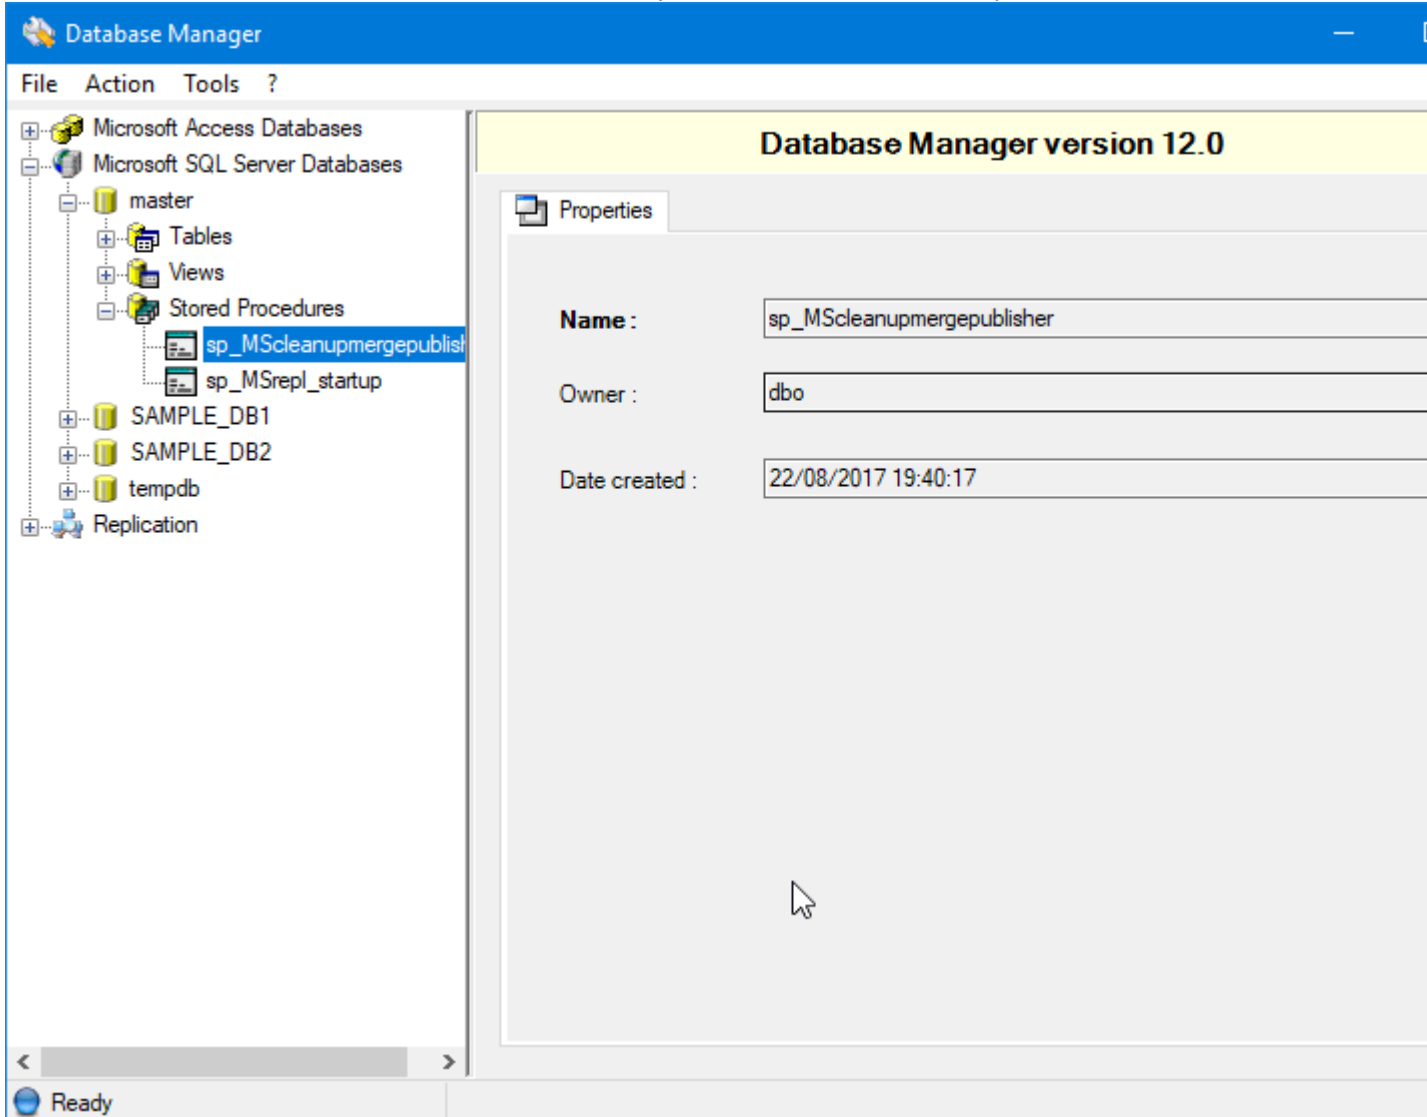 Database Manager
File Action Tools ?
Microsoft Access Databases
Microsoft SQL Server Databases
master
Tables
Views
Stored Procedures
sp_MScleanupmergepublish
sp_MSrepl_startup
SAMPLE_DB1
SAMPLE_DB2
tempdb
Replication
Database Manager version 12.0
Properties
Name : sp_MScleanupmergepublisher
Owner : dbo
Date created : 22/08/2017 19:40:17
Ready